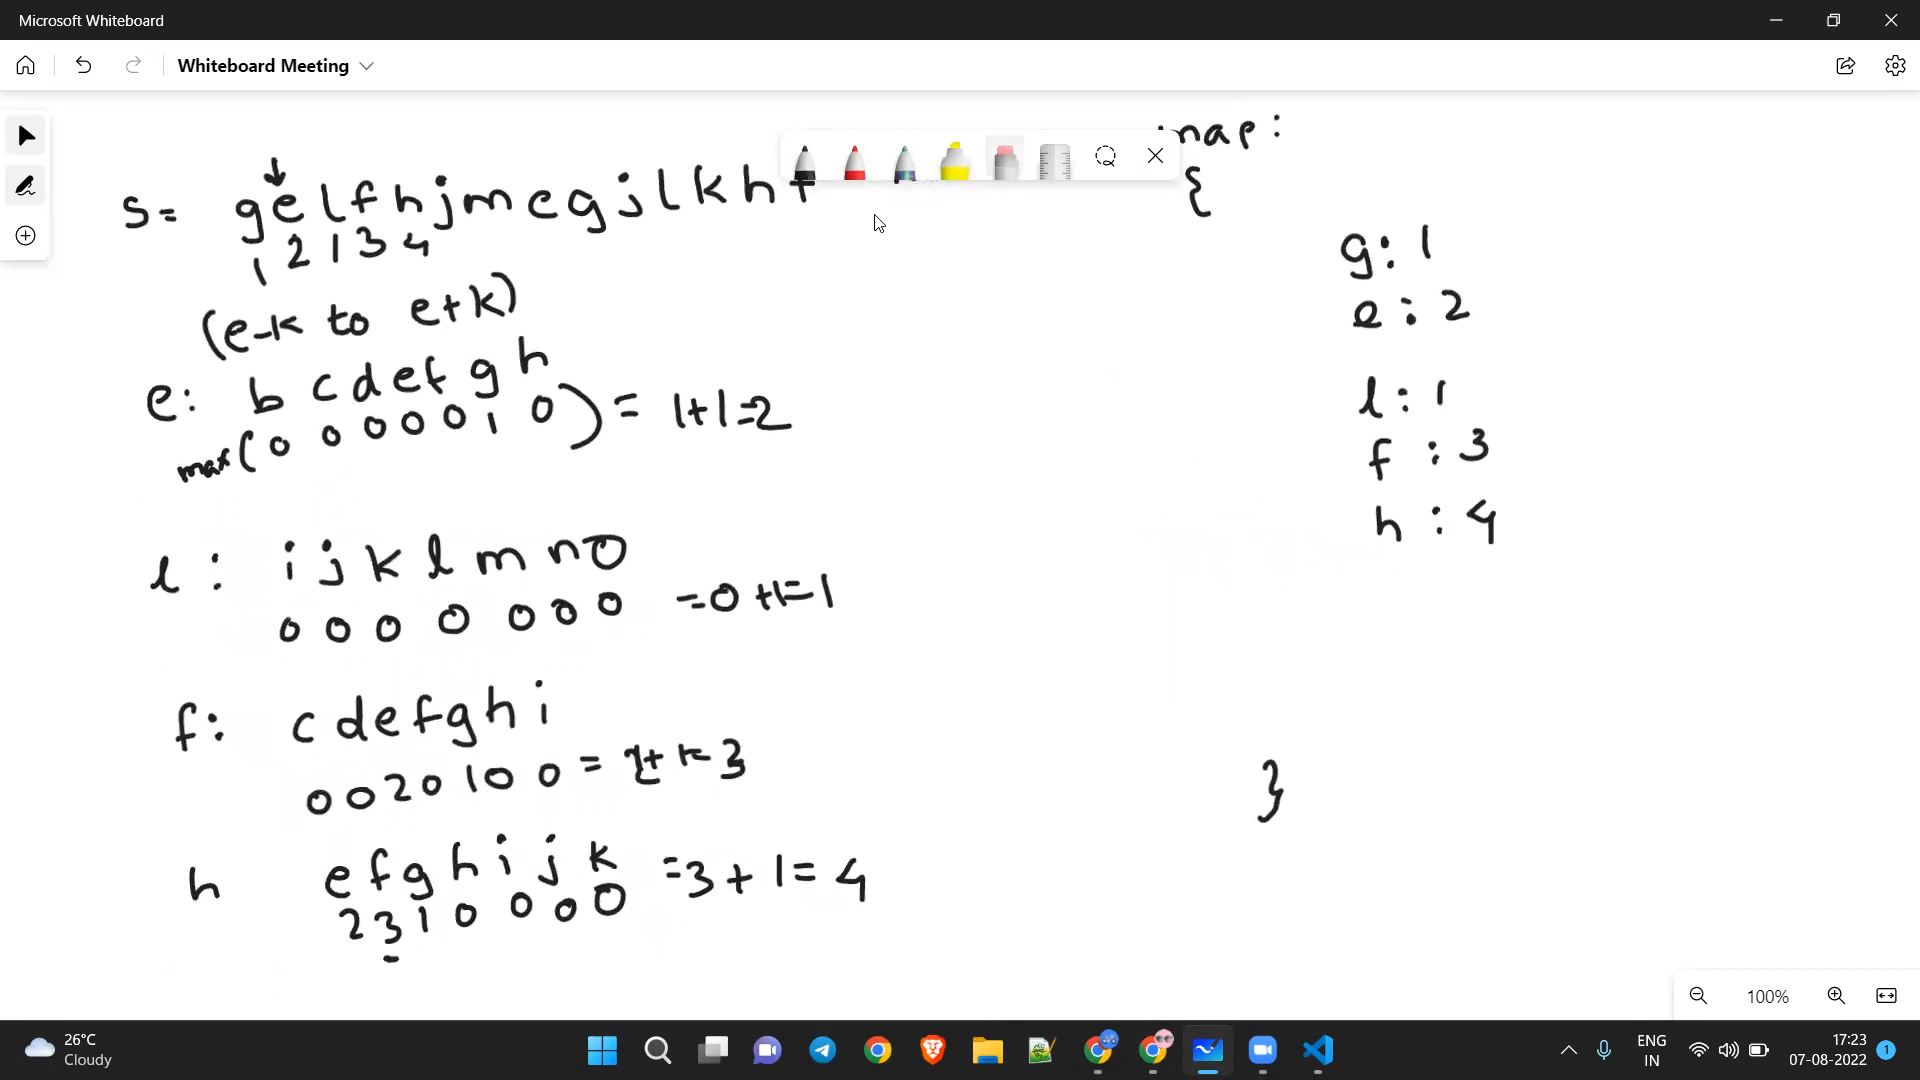 Microsoft Whiteboard
Whiteboard Meeting
map:
{
s= gelfhjmegjlkht
1 2 1 3 4
(e-k to e+k)
e: b c d e f g h
max(0 0 0 0 0 1 0) = 1+1=2
l: i j k l m n o
0 0 0 0 0 0 0 =0+1=1
f: c d e f g h i
0 0 2 0 1 0 0 = 2+1=3
h e f g h i j k =3+1=4
2 3 1 0 0 0 0
g: 1
e: 2
l: 1
f: 3
h: 4
}
100%
26°C
Cloudy
ENG
IN
17:23
07-08-2022
1